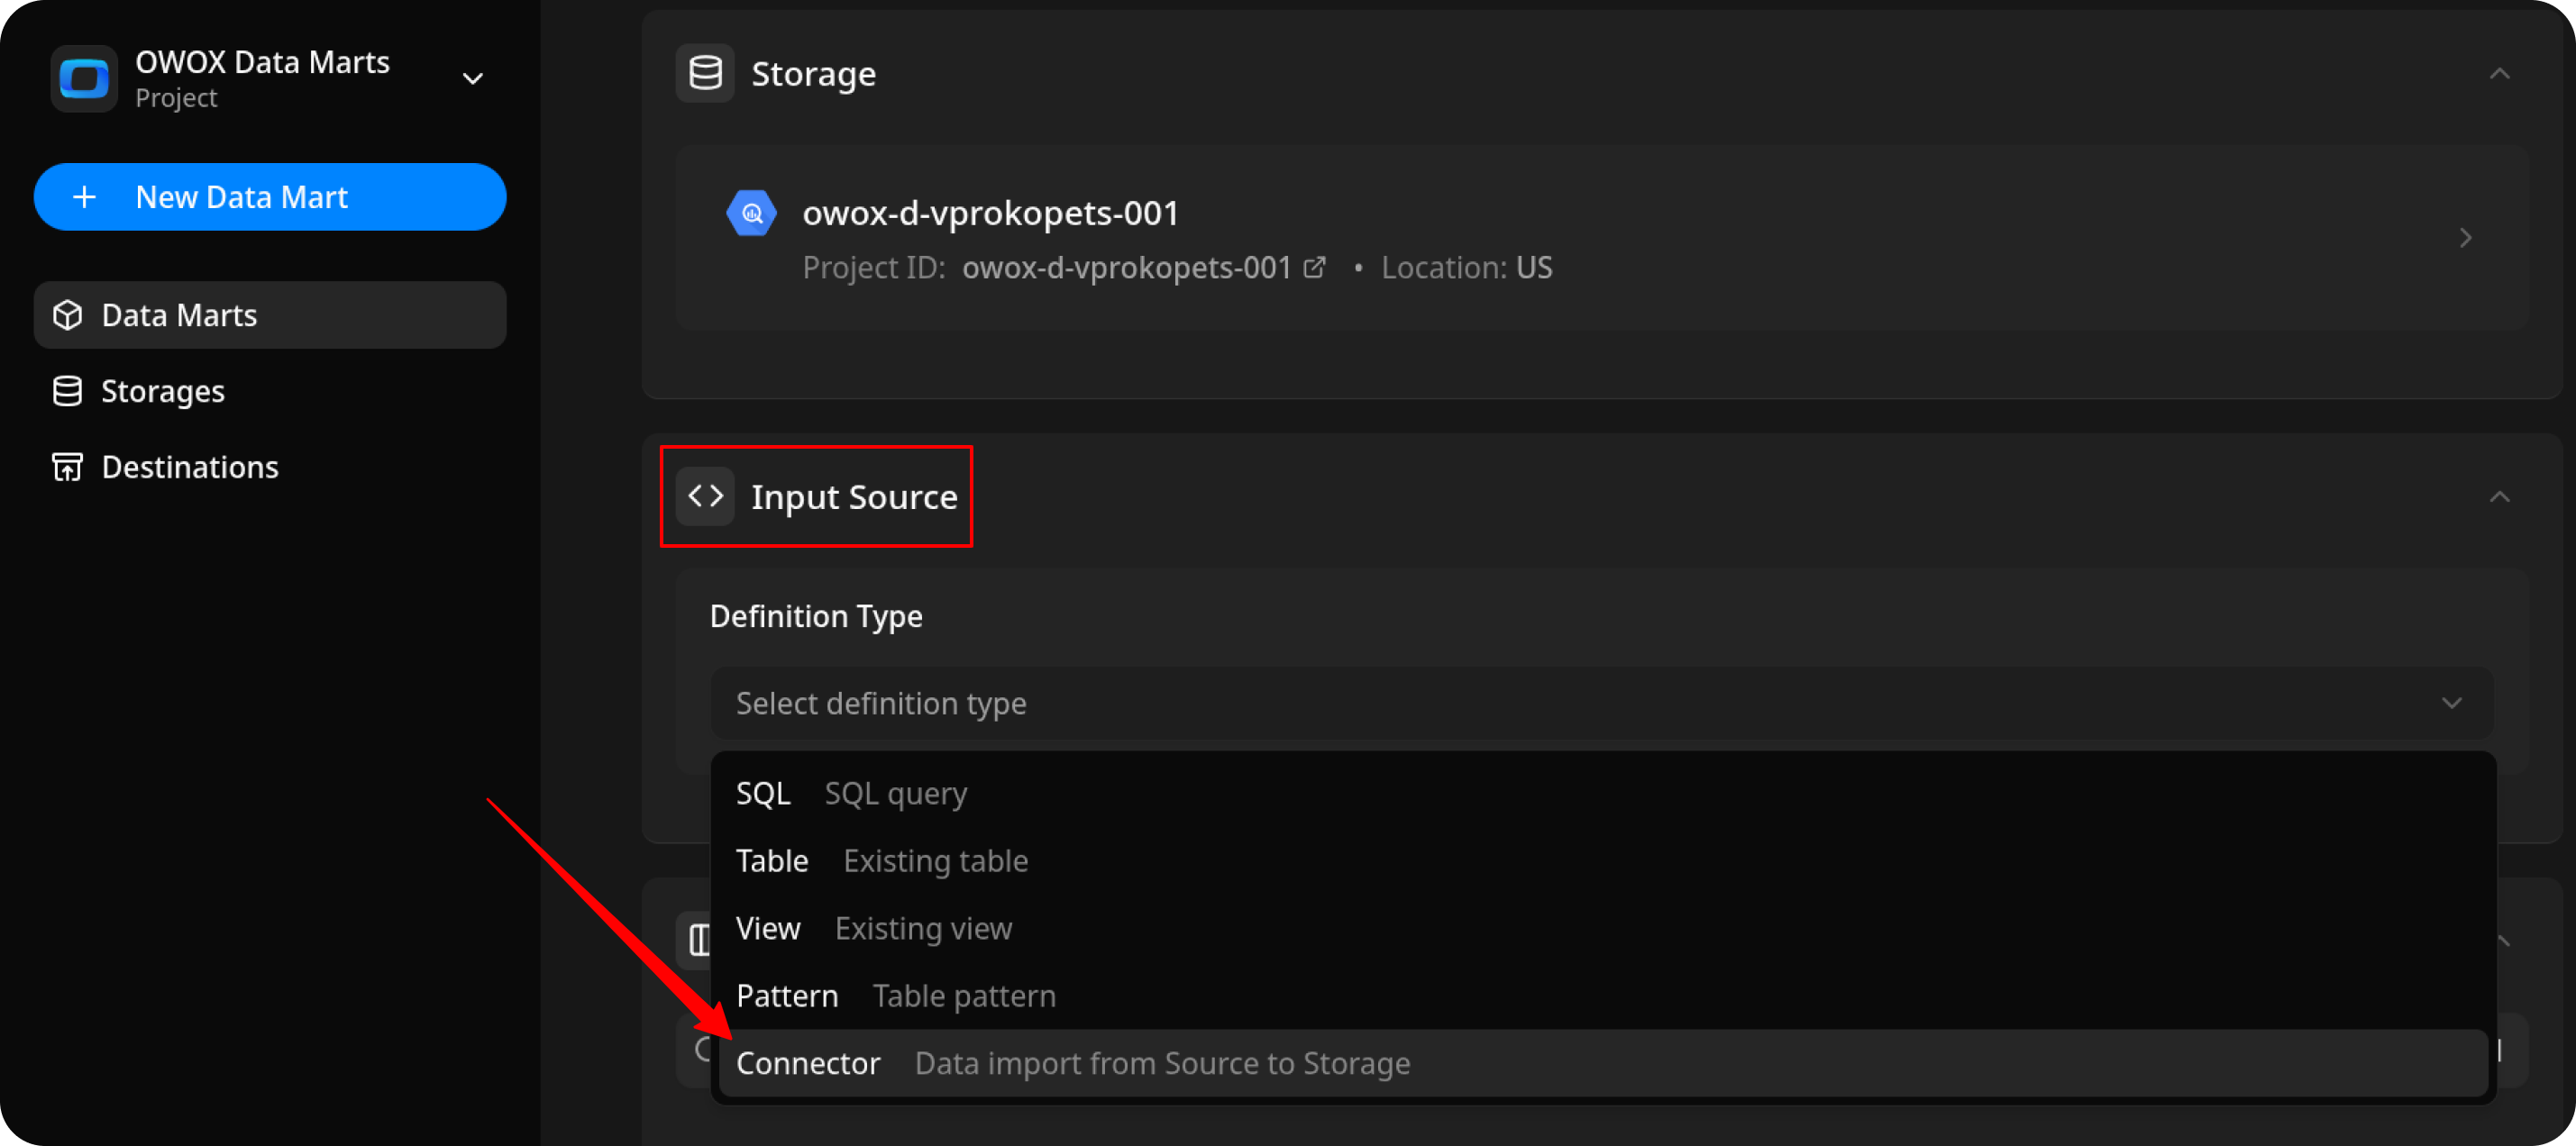 OWOX Data Marts
Project
New Data Mart
Data Marts
Storages
Destinations
Storage
owox-d-vprokopets-001
Project ID: owox-d-vprokopets-001 • Location: US
Input Source
Definition Type
Select definition type
SQL SQL query
Table Existing table
View Existing view
Pattern Table pattern
Connector Data import from Source to Storage